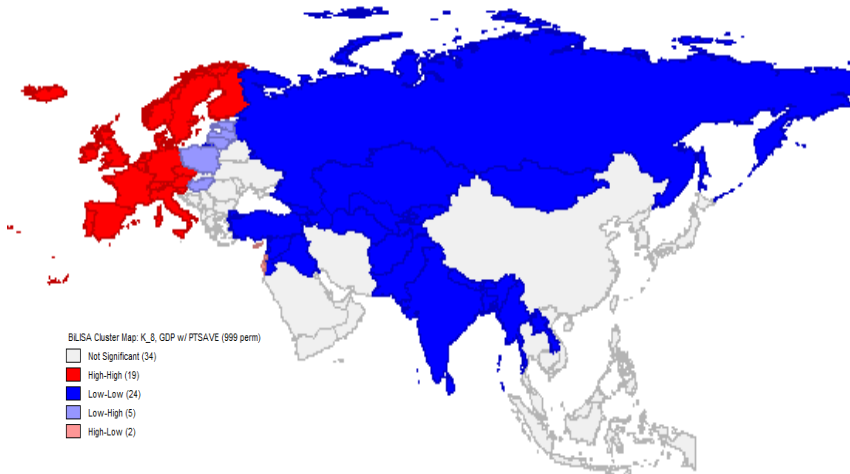 BiLISA Cluster Map: K_8, GDP w/ PTSAVE (999 perm)
Not Significant (34)
High-High (19)
Low-Low (24)
Low-High (5)
High-Low (2)